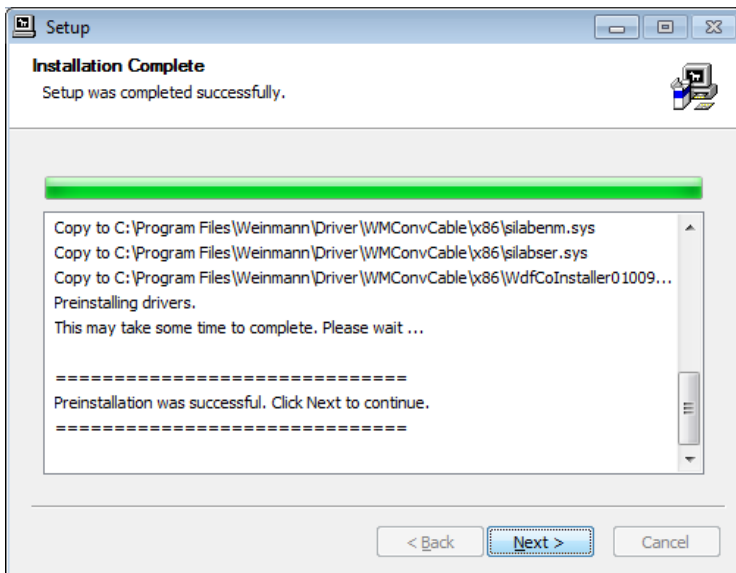 Setup
Installation Complete
Setup was completed successfully.
Copy to C:\Program Files\Weinmann\Driver\WMConvCable\x86\silabenm.sys
Copy to C:\Program Files\Weinmann\Driver\WMConvCable\x86\silabser.sys
Copy to C:\Program Files\Weinmann\Driver\WMConvCable\x86\WdfCoInstaller01009...
Preinstalling drivers.
This may take some time to complete. Please wait ...
==============================
Preinstallation was successful. Click Next to continue.
==============================
< Back Next > Cancel